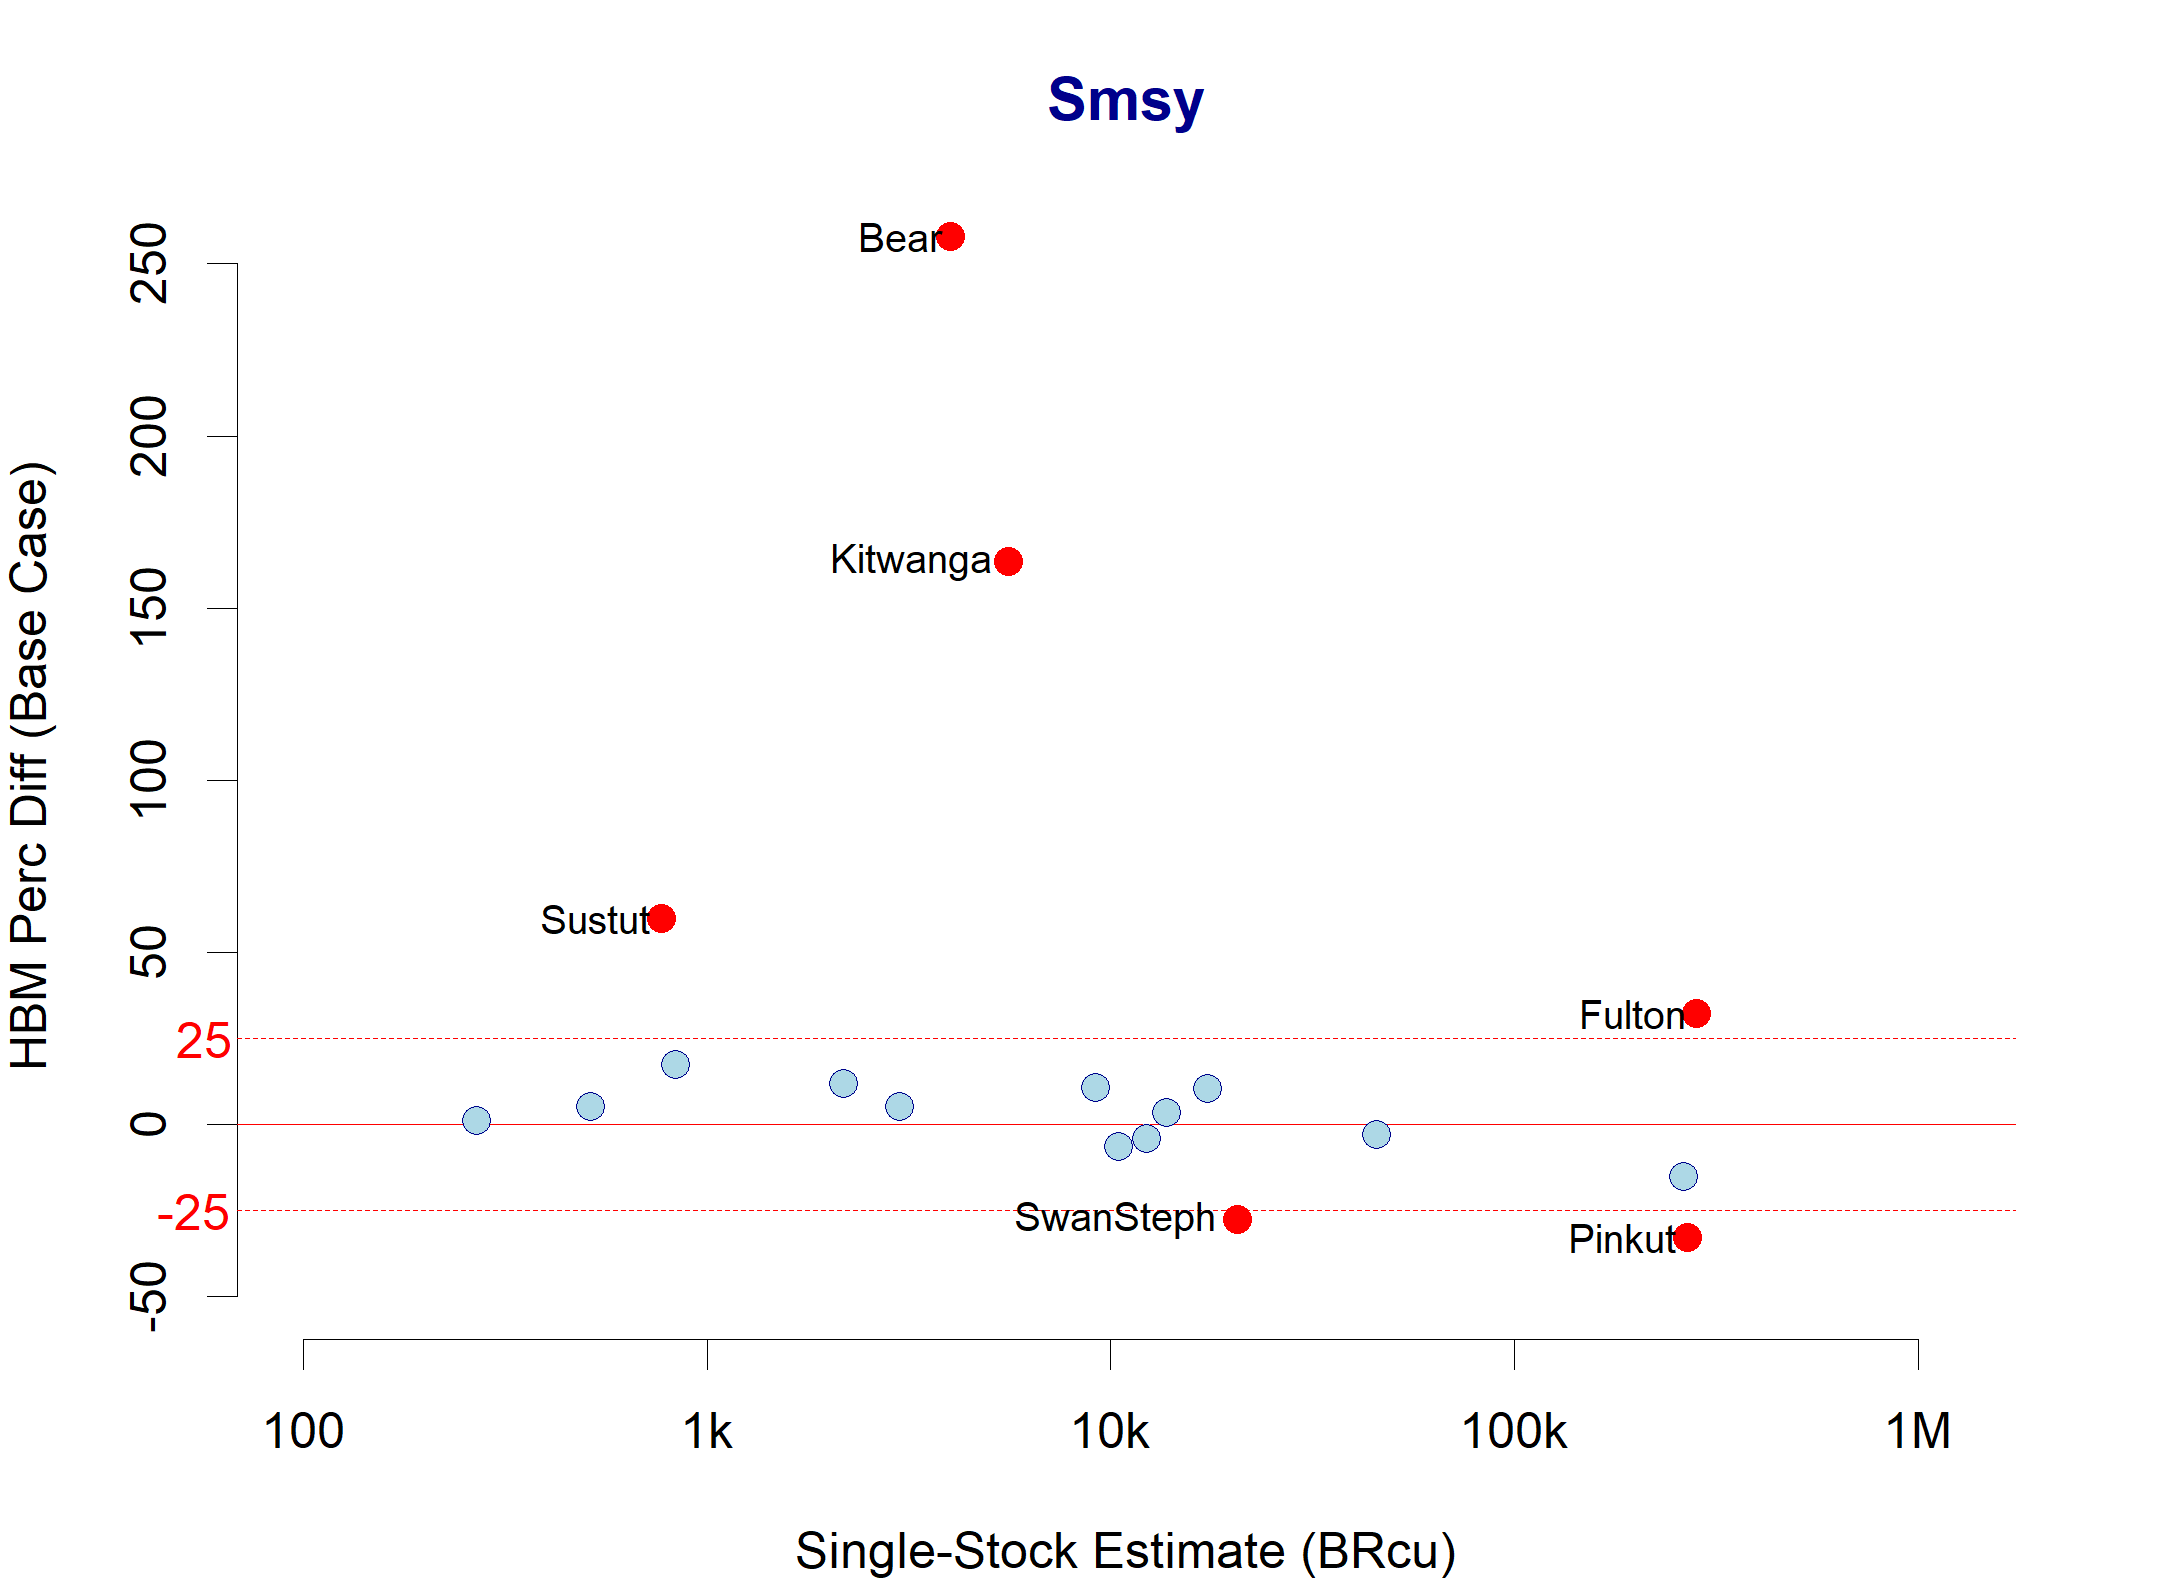 Smsy
HBM Perc Diff (Base Case)
250
200
150
100
50
25
0
-25
-50
Bear
Kitwanga
Sustut
Fulton
SwanSteph
Pinkut
100 1k 10k 100k 1M
Single-Stock Estimate (BRcu)